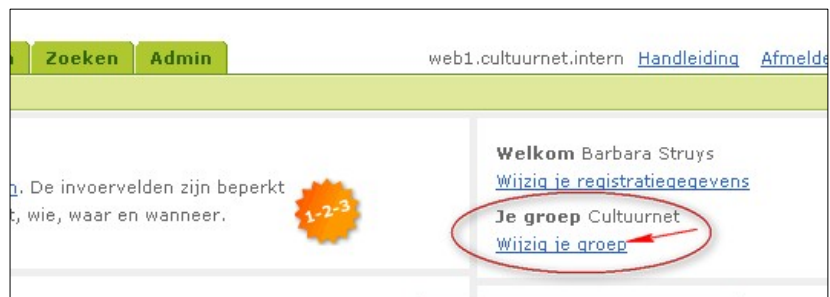 Zoeken Admin web1.cultuurnet.intern Handleiding
Welkom Barbara Struys
Wijzig je registratiegegevens
. De invoervelden zijn beperkt
1-2-3
, wie, waar en wanneer.
Je groep Cultuurnet
Wijzig je groep